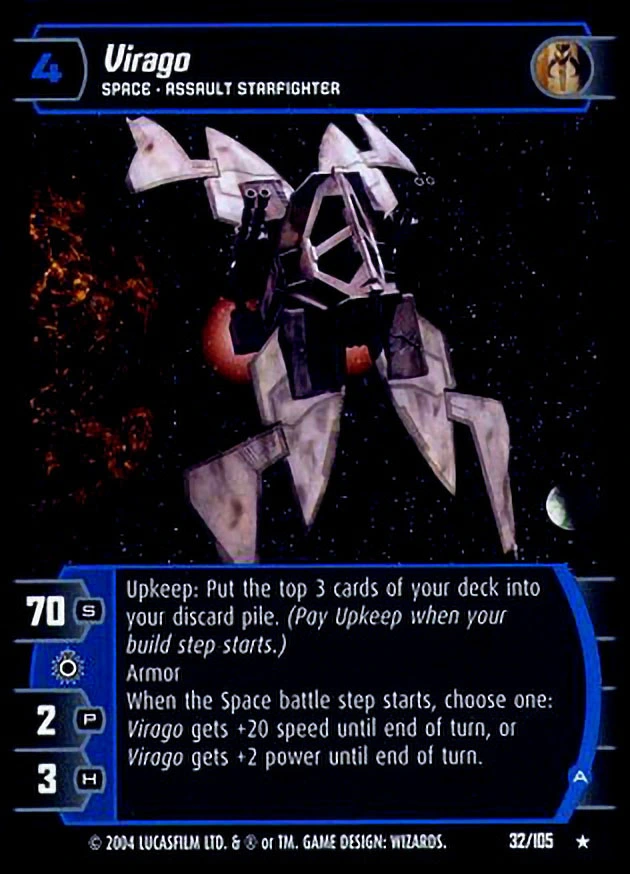 4
Virago
SPACE · ASSAULT STARFIGHTER
70 S
2 P
3 H
Upkeep: Put the top 3 cards of your deck into
your discard pile. (Pay Upkeep when your
build step starts.)
Armor
When the Space battle step starts, choose one:
Virago gets +20 speed until end of turn, or
Virago gets +2 power until end of turn.
A
© 2004 LUCASFILM LTD. & ® or TM. GAME DESIGN: WIZARDS.
32/105 ★